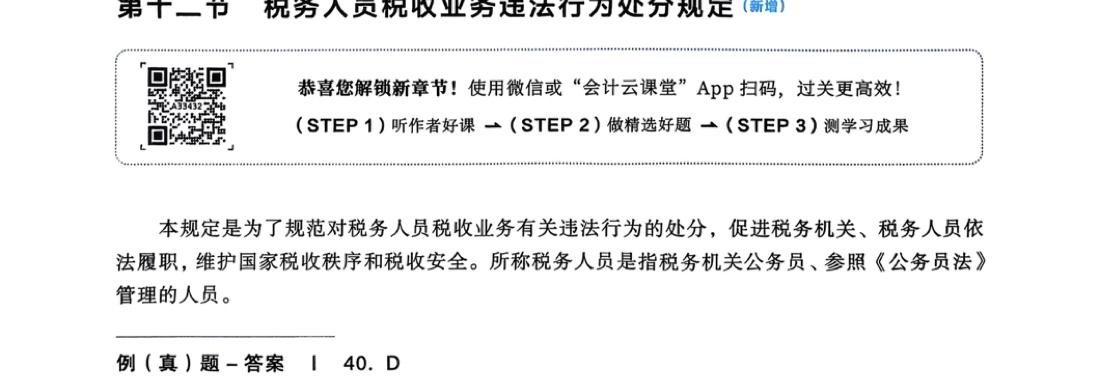 第十二节 税务人员税收业务违法行为处分规定（新增）
A33432
恭喜您解锁新章节！使用微信或“会计云课堂”App 扫码，过关更高效！
（STEP 1）听作者好课 ⇀（STEP 2）做精选好题 ⇀（STEP 3）测学习成果
本规定是为了规范对税务人员税收业务有关违法行为的处分，促进税务机关、税务人员依
法履职，维护国家税收秩序和税收安全。所称税务人员是指税务机关公务员、参照《公务员法》
管理的人员。
例（真）题 – 答案 | 40. D